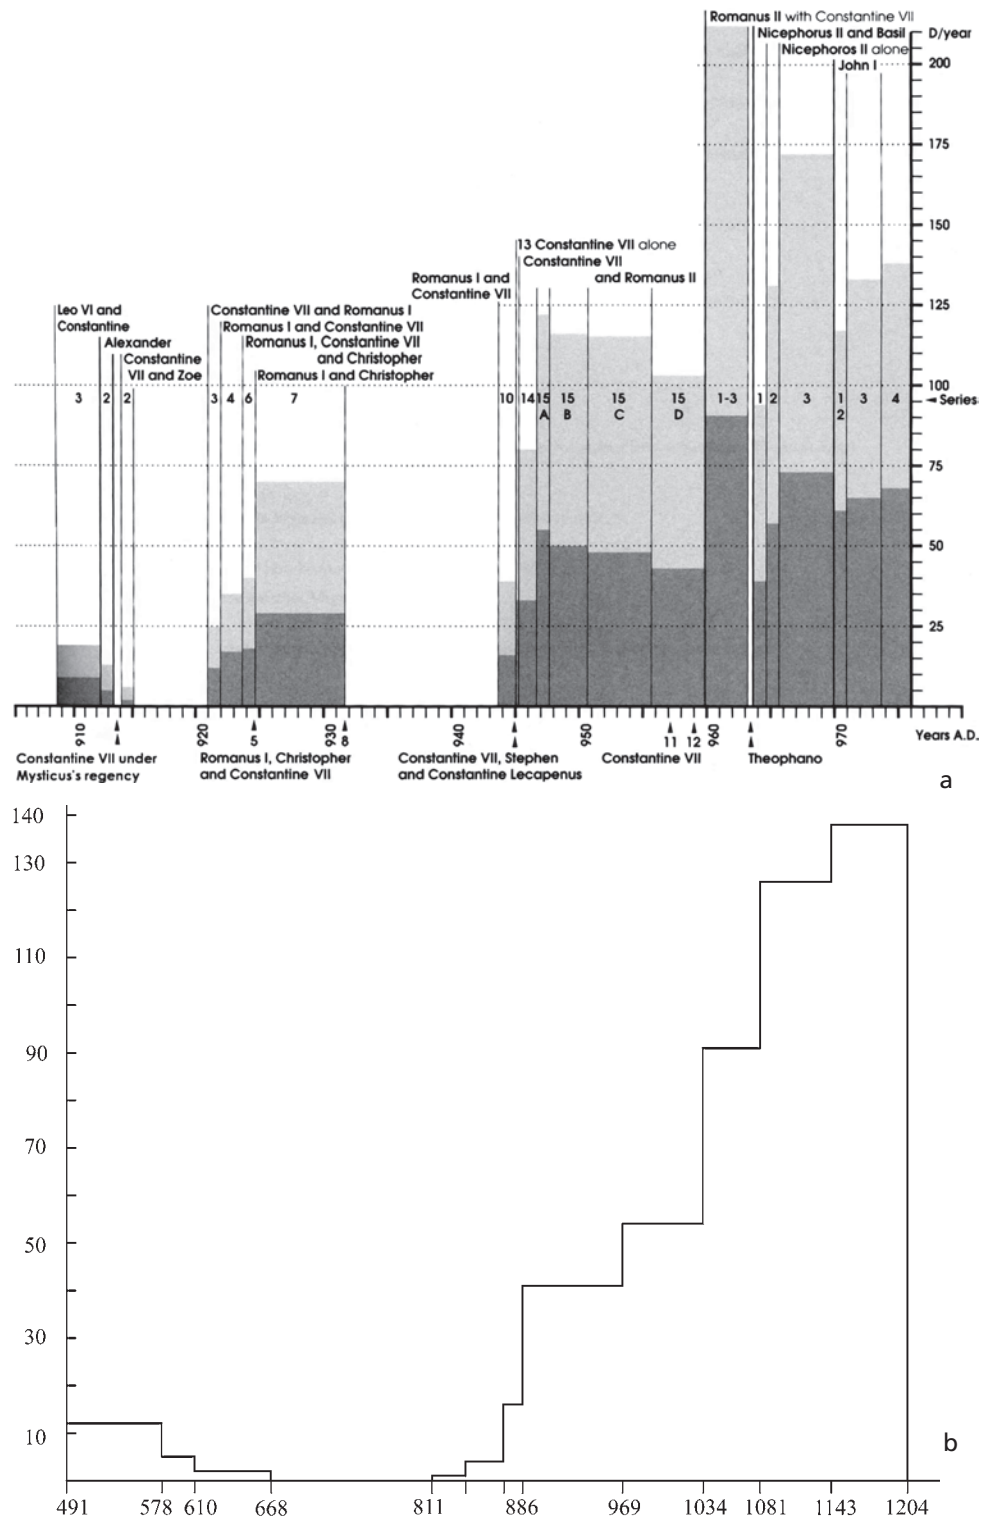 Romanus II with Constantine VII
Nicephorus II and Basil
D/year
Nicephoros II alone
John I
200
175
150
13 Constantine VII alone
Constantine VII
and Romanus II
Romanus I and
Constantine VII
125
Leo VI and
Constantine
Alexander
Constantine
VII and Zoe
Constantine VII and Romanus I
Romanus I and Constantine VII
Romanus I, Constantine VII
and Christopher
Romanus I and Christopher
100
3 2 2 3 4 6 7 10 14 15 15 15 15 1-3 1 2 3 1 3 4 Series
A B C D 2
75
50
25
910 920 930 940 950 960 970 Years A.D.
5 8 11 12
Constantine VII under
Mysticus's regency
Romanus I, Christopher
and Constantine VII
Constantine VII, Stephen
and Constantine Lecapenus
Constantine VII
Theophano
a
140
130
110
90
70
50
30
10
b
491 578 610 668 811 886 969 1034 1081 1143 1204